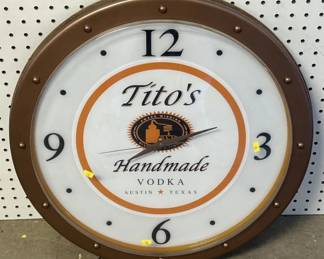 12
Tito's
9
3
Handmade
VODKA
AUSTIN ★ TEXAS
6